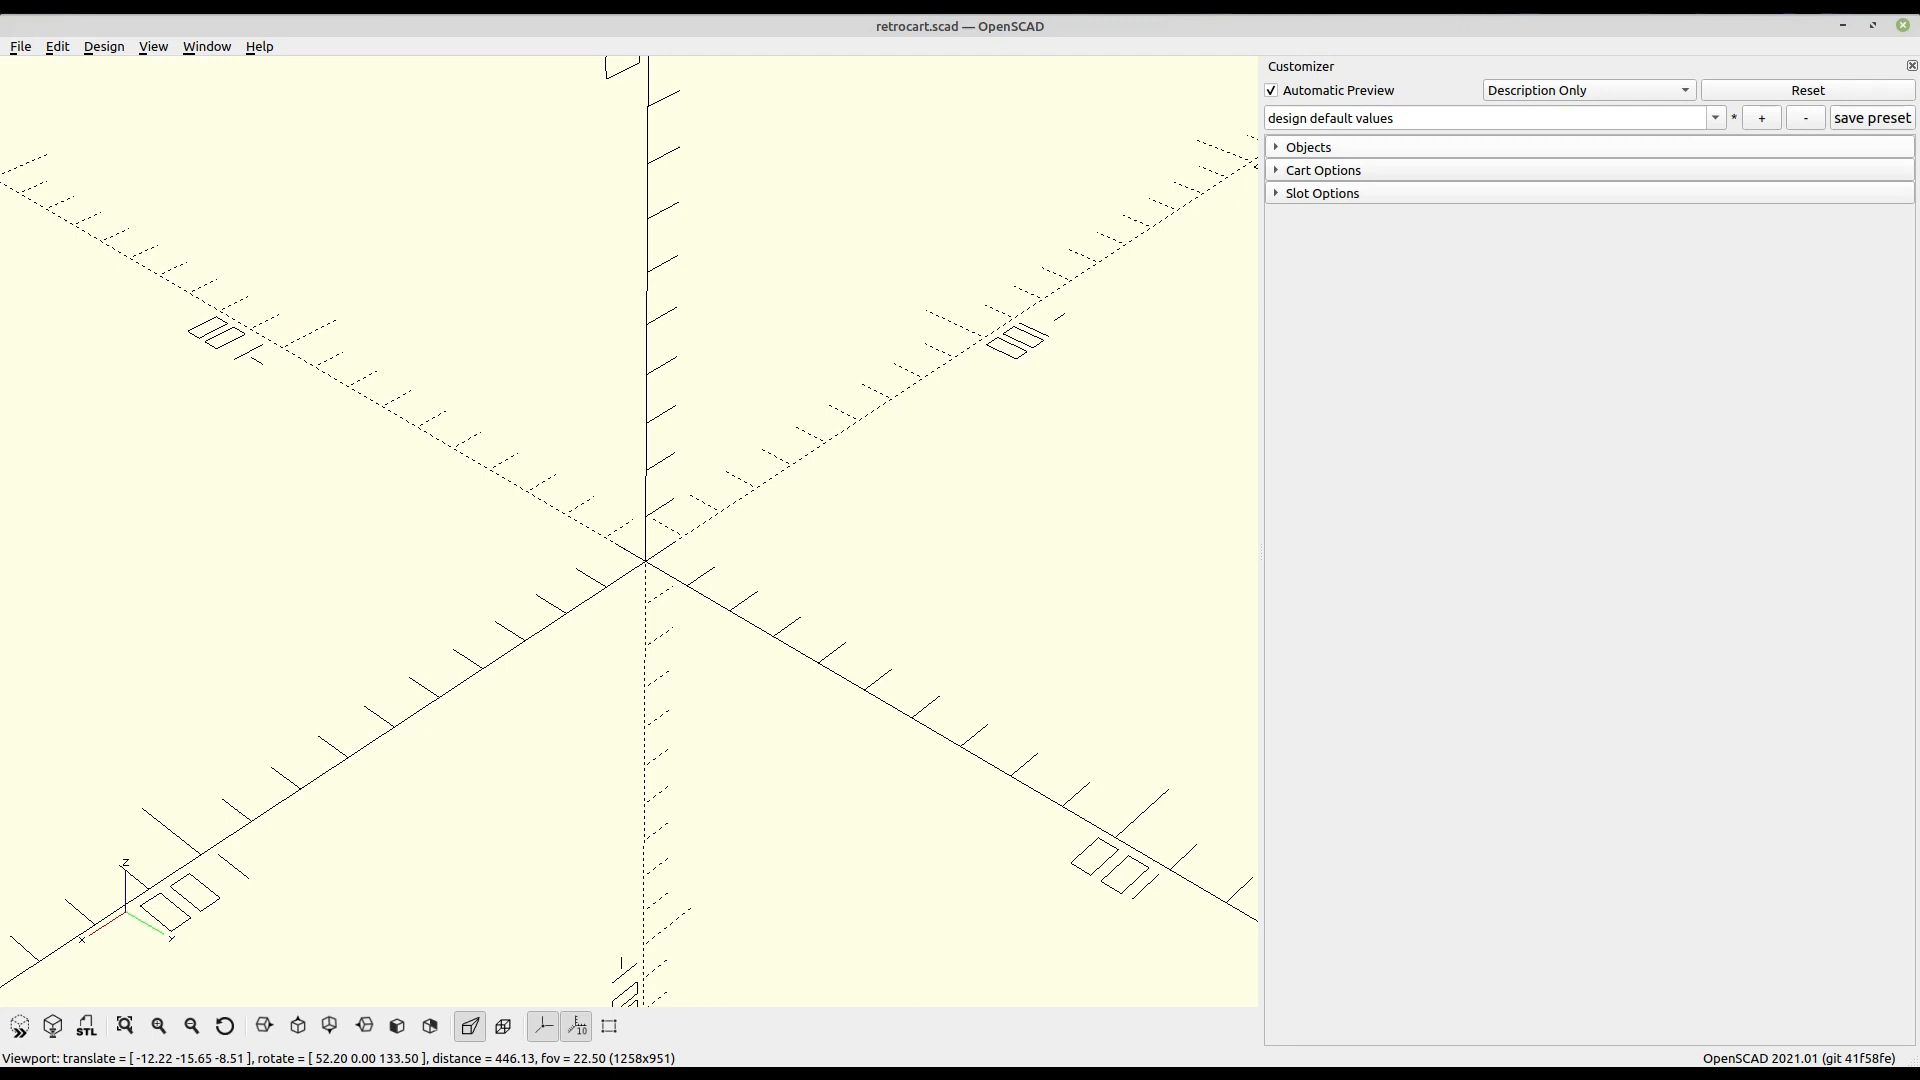 retrocart.scad — OpenSCAD
File Edit Design View Window Help
Customizer
Automatic Preview Description Only Reset
design default values * + - save preset
Objects
Cart Options
Slot Options
Z
X
Y
STL
10
Viewport: translate = [ -12.22 -15.65 -8.51 ], rotate = [ 52.20 0.00 133.50 ], distance = 446.13, fov = 22.50 (1258x951)
OpenSCAD 2021.01 (git 41f58fe)